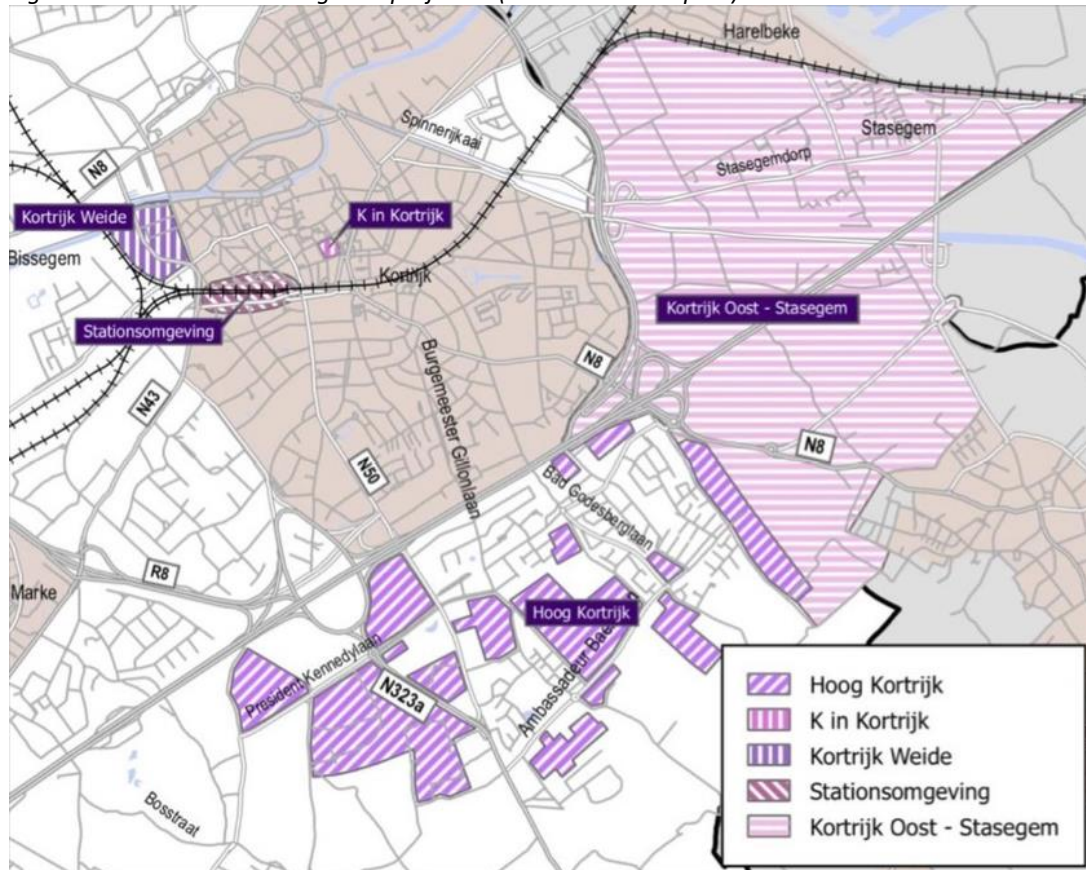 Harelbeke
Spinnerijkaai
Stasegem
Stasegemdorp
N8
Kortrijk Weide
K in Kortrijk
Bissegem
Kortrijk
Stationsomgeving
Kortrijk Oost - Stasegem
N8
N43
Burgemeester Gillonlaan
N50
N8
Bad Godesberglaan
R8
Marke
Hoog Kortrijk
President Kennedylaan
N323a
Ambassadeur
Bosstraat
Hoog Kortrijk
K in Kortrijk
Kortrijk Weide
Stationsomgeving
Kortrijk Oost - Stasegem